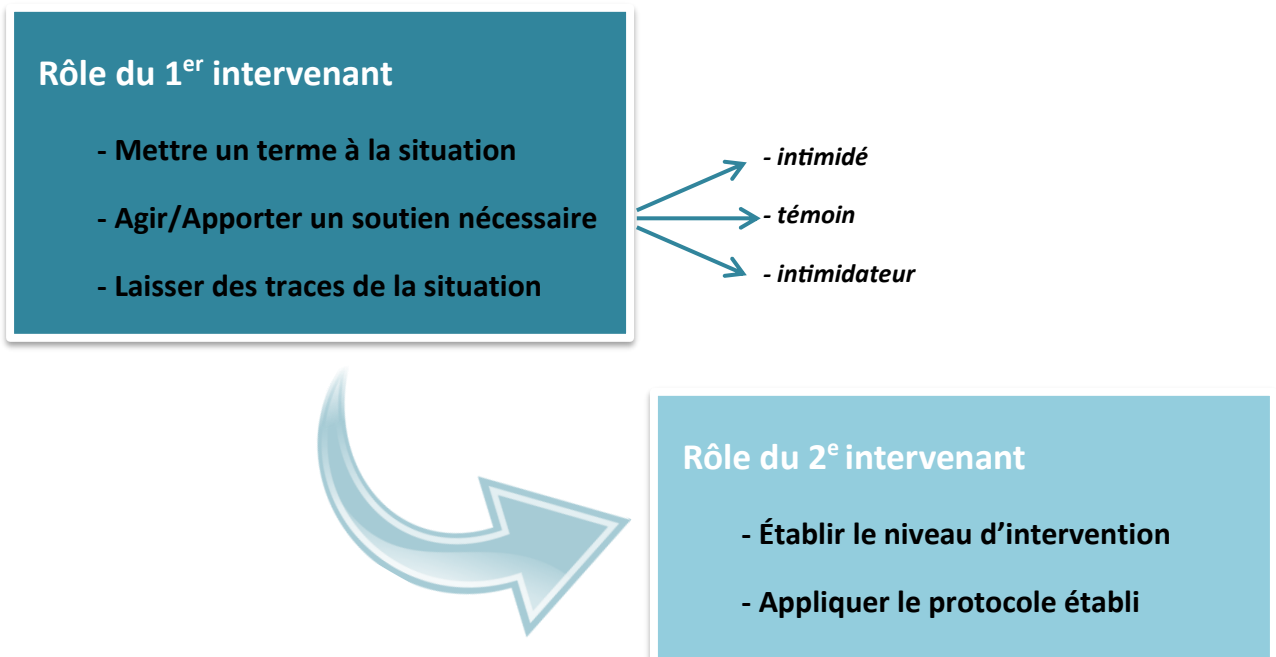 Rôle du 1er intervenant
- Mettre un terme à la situation
- Agir/Apporter un soutien nécessaire
- Laisser des traces de la situation
- intimidé
- témoin
- intimidateur
Rôle du 2e intervenant
- Établir le niveau d’intervention
- Appliquer le protocole établi